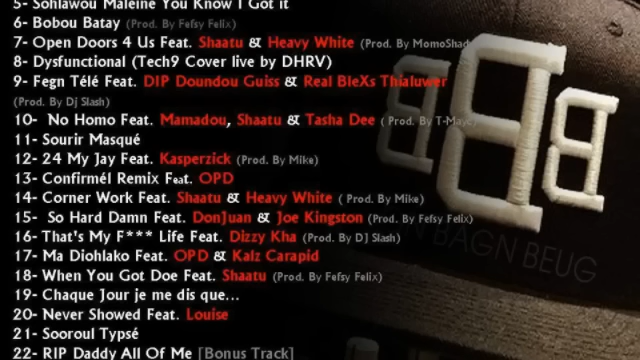 5- Sohlawou Maleine You Know I Got it
6- Bobou Batay (Prod. By Fefsy Felix)
7- Open Doors 4 Us Feat. Shaatu & Heavy White (Prod. By MomoShad
8- Dysfunctional (Tech9 Cover live by DHRV)
9- Fegn Télé Feat. DIP Doundou Guiss & Real BleXs Thialuwer
(Prod. By Dj Slash)
10- No Homo Feat. Mamadou, Shaatu & Tasha Dee ( Prod. By T-May
11- Sourir Masqué
12- 24 My Jay Feat. Kasperzick (Prod. By Mike)
13- Confirmél Remix Feat. OPD
14- Corner Work Feat. Shaatu & Heavy White ( Prod. By Mike)
15- So Hard Damn Feat. DonJuan & Joe Kingston (Prod. By Fefsy Felix)
16- That's My F*** Life Feat. Dizzy Kha (Prod. By DJ Slash)
17- Ma Diohlako Feat. OPD & Kalz Carapid
18- When You Got Doe Feat. Shaatu (Prod. By Fefsy Felix)
19- Chaque Jour je me dis que...
20- Never Showed Feat. Louise
21- Sooroul Typsé
22- RIP Daddy All Of Me [Bonus Track]
BBB
BAGN BEUG